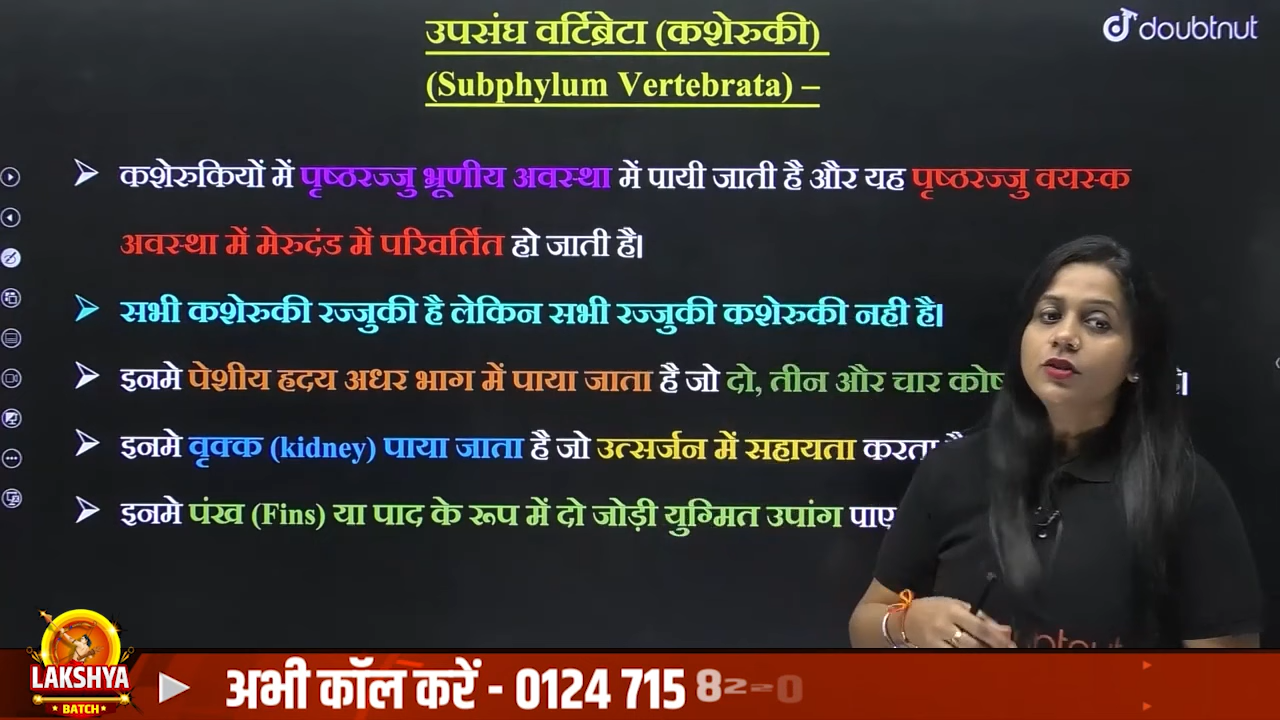 उपसंघ वर्टिब्रेटा (कशेरुकी)
doubtnut
(Subphylum Vertebrata) –
कशेरुकियों में पृष्ठरज्जु भ्रूणीय अवस्था में पायी जाती है और यह पृष्ठरज्जु वयस्क
अवस्था में मेरुदंड में परिवर्तित हो जाती है।
सभी कशेरुकी रज्जुकी है लेकिन सभी रज्जुकी कशेरुकी नही है।
इनमे पेशीय हृदय अधर भाग में पाया जाता है जो दो, तीन और चार
इनमे वृक्क (kidney) पाया जाता है जो उत्सर्जन में सहायता
इनमे पंख (Fins) या पाद के रूप में दो जोड़ी युग्मित उपांग
LAKSHYA
BATCH
अभी कॉल करें - 0124 715